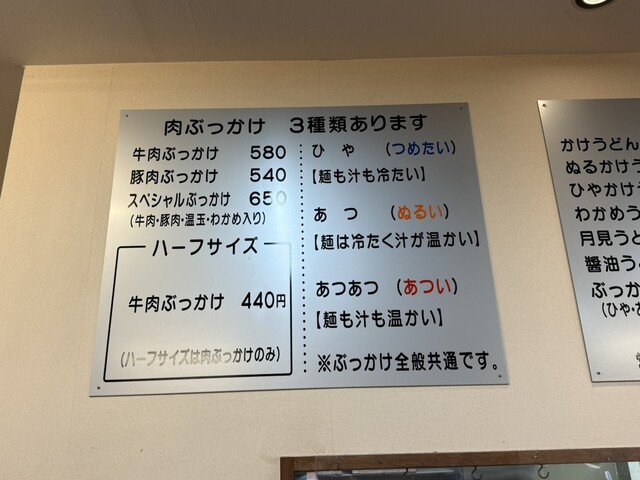 肉ぶっかけ 3種類あります
牛肉ぶっかけ 580
豚肉ぶっかけ 540
スペシャルぶっかけ 650
(牛肉・豚肉・温玉・わかめ入り)
ハーフサイズ
牛肉ぶっかけ 440円
(ハーフサイズは肉ぶっかけのみ)
ひや (つめたい)
【麺も汁も冷たい】
あつ (ぬるい)
【麺は冷たく汁が温かい】
あつあつ (あつい)
【麺も汁も温かい】
※ぶっかけ全般共通です。
かけうどん
ぬるかけう
ひやかけう
わかめう
月見うど
醤油う
ぶっか
(ひや・